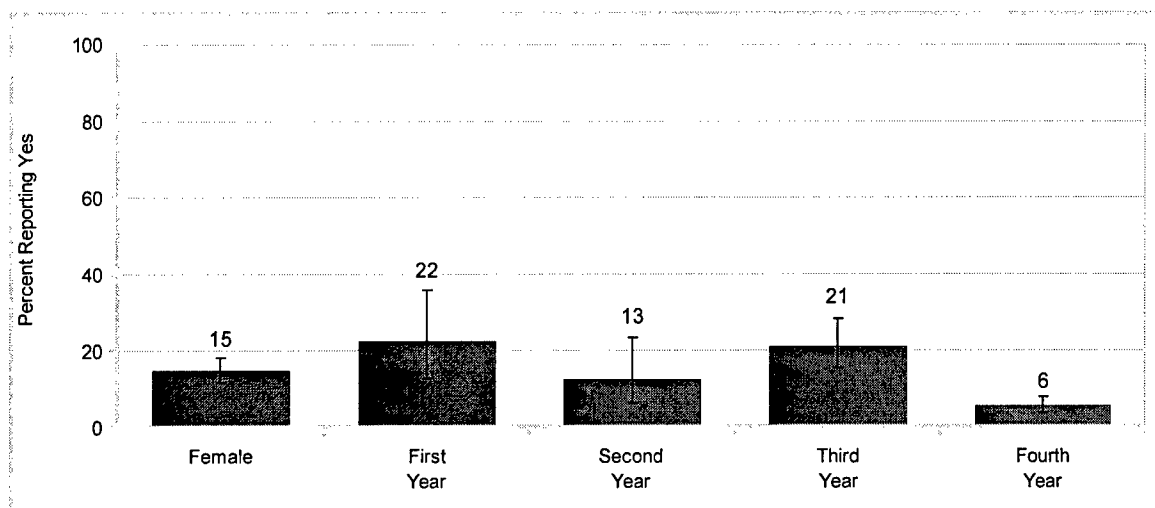 Percent Reporting Yes
100
80
60
40
20
0
15
22
13
21
6
Female
First
Year
Second
Year
Third
Year
Fourth
Year